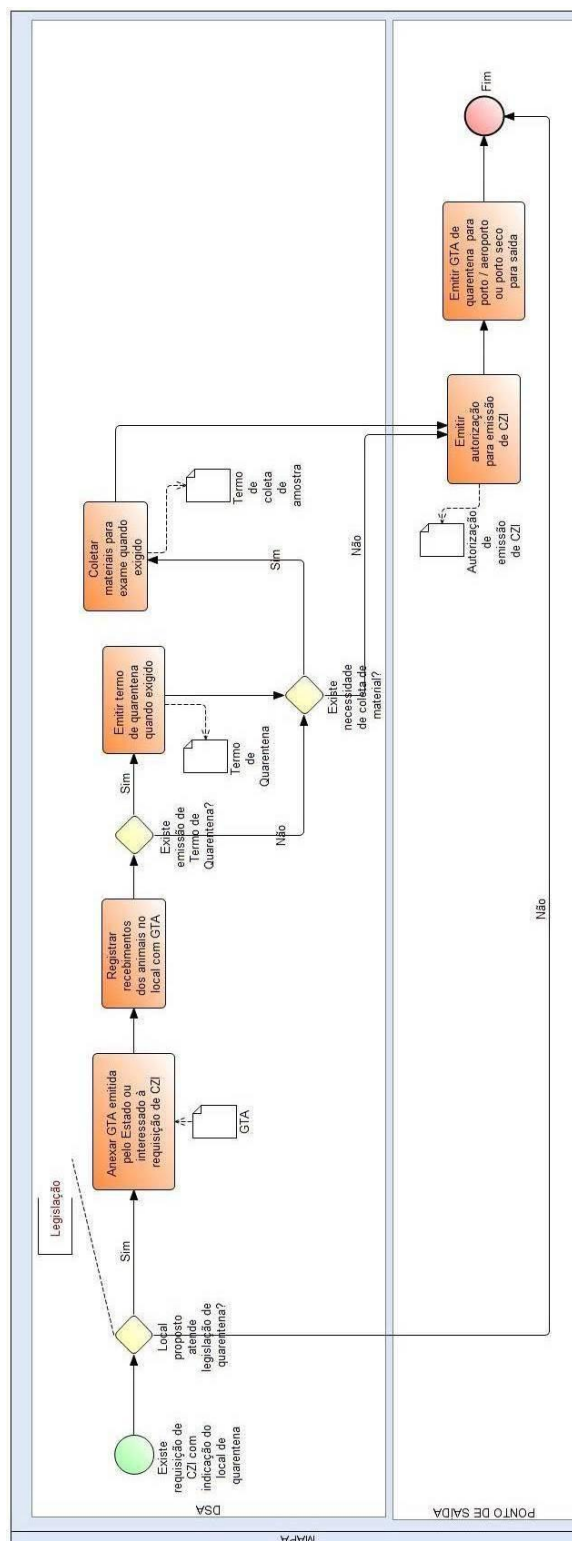 MAPA
DSA
PONTO DE SAÍDA
Existe
requisição de
CZI com
indicação do
local de
quarentena
Local
proposto
atende
legislação de
quarentena?
Legislação
Sim
Não
Anexar GTA emitida
pelo Estado ou
interessado à
requisição de CZI
GTA
Registrar
recebimentos
dos animais no
local com GTA
Existe
emissão de
Termo de
Quarentena?
Sim
Não
Emitir termo
de quarentena
quando exigido
Termo
de
Quarentena
Existe
necessidade
de coleta de
material?
Sim
Não
Coletar
materiais para
exame quando
exigido
Termo
de
coleta
de
amostra
Emitir
autorização
para emissão
de CZI
Autorização
de
emissão
de CZI
Emitir GTA de
quarentena para
porto / aeroporto
ou porto seco
para saída
Fim